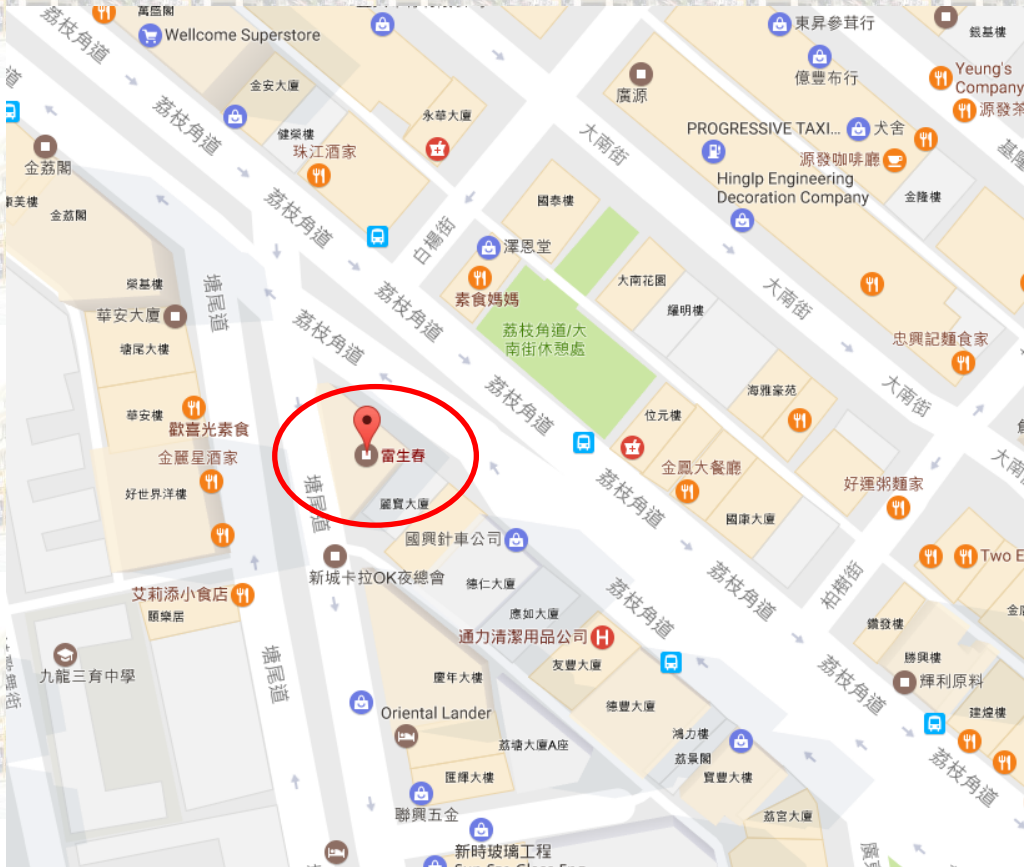 萬盛閣
荔枝角道
Wellcome Superstore
東昇參茸行
銀基樓
億豐布行
Yeung's
Company
金安大廈
廣源
源發茶
荔枝角道
永華大廈
健榮樓
珠江酒家
大南街
PROGRESSIVE TAXI...
犬舍
源發咖啡廳
Hinglp Engineering
Decoration Company
金隆樓
金荔閣
金荔閣
國泰樓
荔枝角道
白楊街
澤恩堂
大南花園
榮基樓
塘尾道
素食媽媽
荔枝角道
大南街
耀明樓
華安大廈
荔枝角道
荔枝角道/大
南街休憩處
忠興記麵食家
塘尾大樓
荔枝角道
海雅豪苑
大南街
華安樓
歡喜光素食
位元樓
金麗星酒家
雷生春
金鳳大餐廳
好運粥麵家
大南
好世界洋樓
塘尾道
麗寶大廈
荔枝角道
國康大廈
國興針車公司
Two E
新城卡拉OK夜總會
德仁大廈
荔枝角道
荔枝角道
柏樹街
艾莉添小食店
頤樂居
應如大廈
通力清潔用品公司
鑽發樓
九龍三育中學
塘尾道
友豐大廈
勝興樓
輝利原料
慶年大樓
荔枝角道
德豐大廈
建煌樓
Oriental Lander
鴻力樓
荔塘大廈A座
荔景閣
荔枝角道
匯輝大樓
寶豐大廈
聯興五金
荔宮大廈
新時玻璃工程